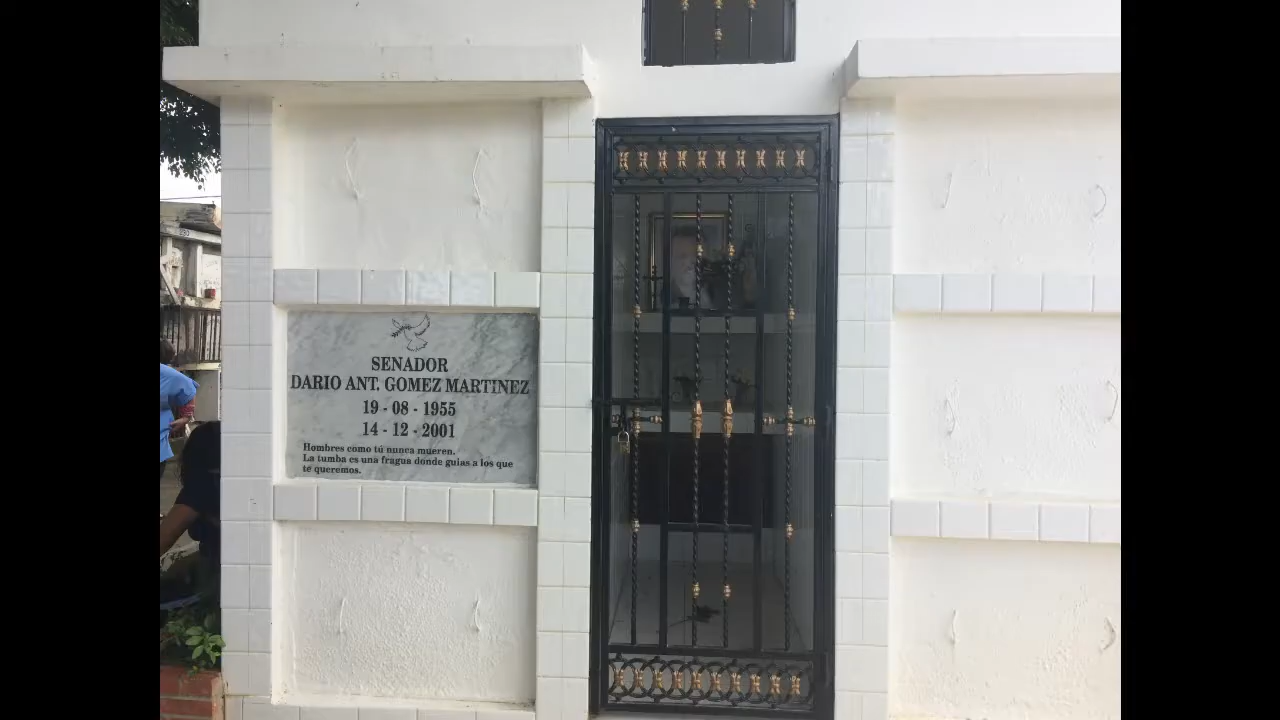 SENADOR
DARIO ANT. GOMEZ MARTINEZ
19 - 08 - 1955
14 - 12 - 2001
Hombres como tú nunca mueren.
La tumba es una fragua donde guias a los que
te queremos.